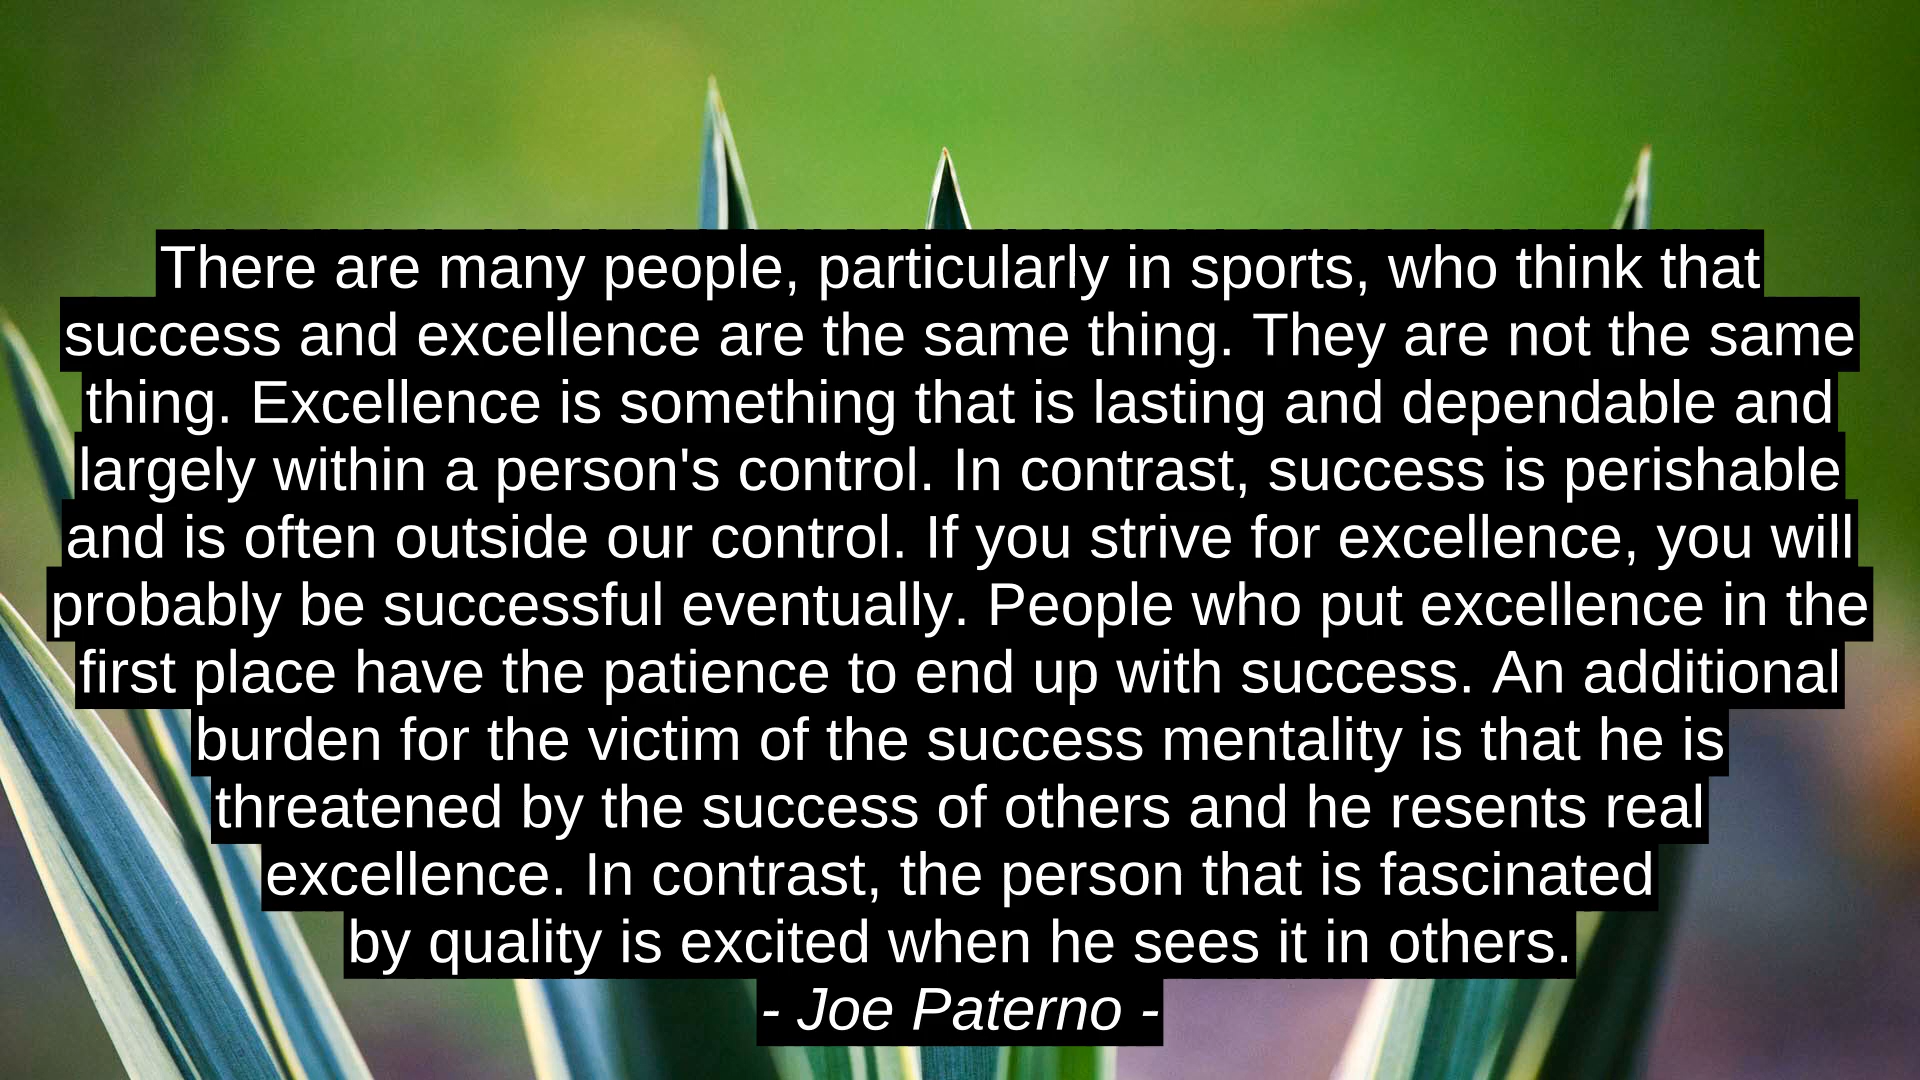 There are many people, particularly in sports, who think that
success and excellence are the same thing. They are not the same
thing. Excellence is something that is lasting and dependable and
largely within a person's control. In contrast, success is perishable
and is often outside our control. If you strive for excellence, you will
probably be successful eventually. People who put excellence in the
first place have the patience to end up with success. An additional
burden for the victim of the success mentality is that he is
threatened by the success of others and he resents real
excellence. In contrast, the person that is fascinated
by quality is excited when he sees it in others.
- Joe Paterno -